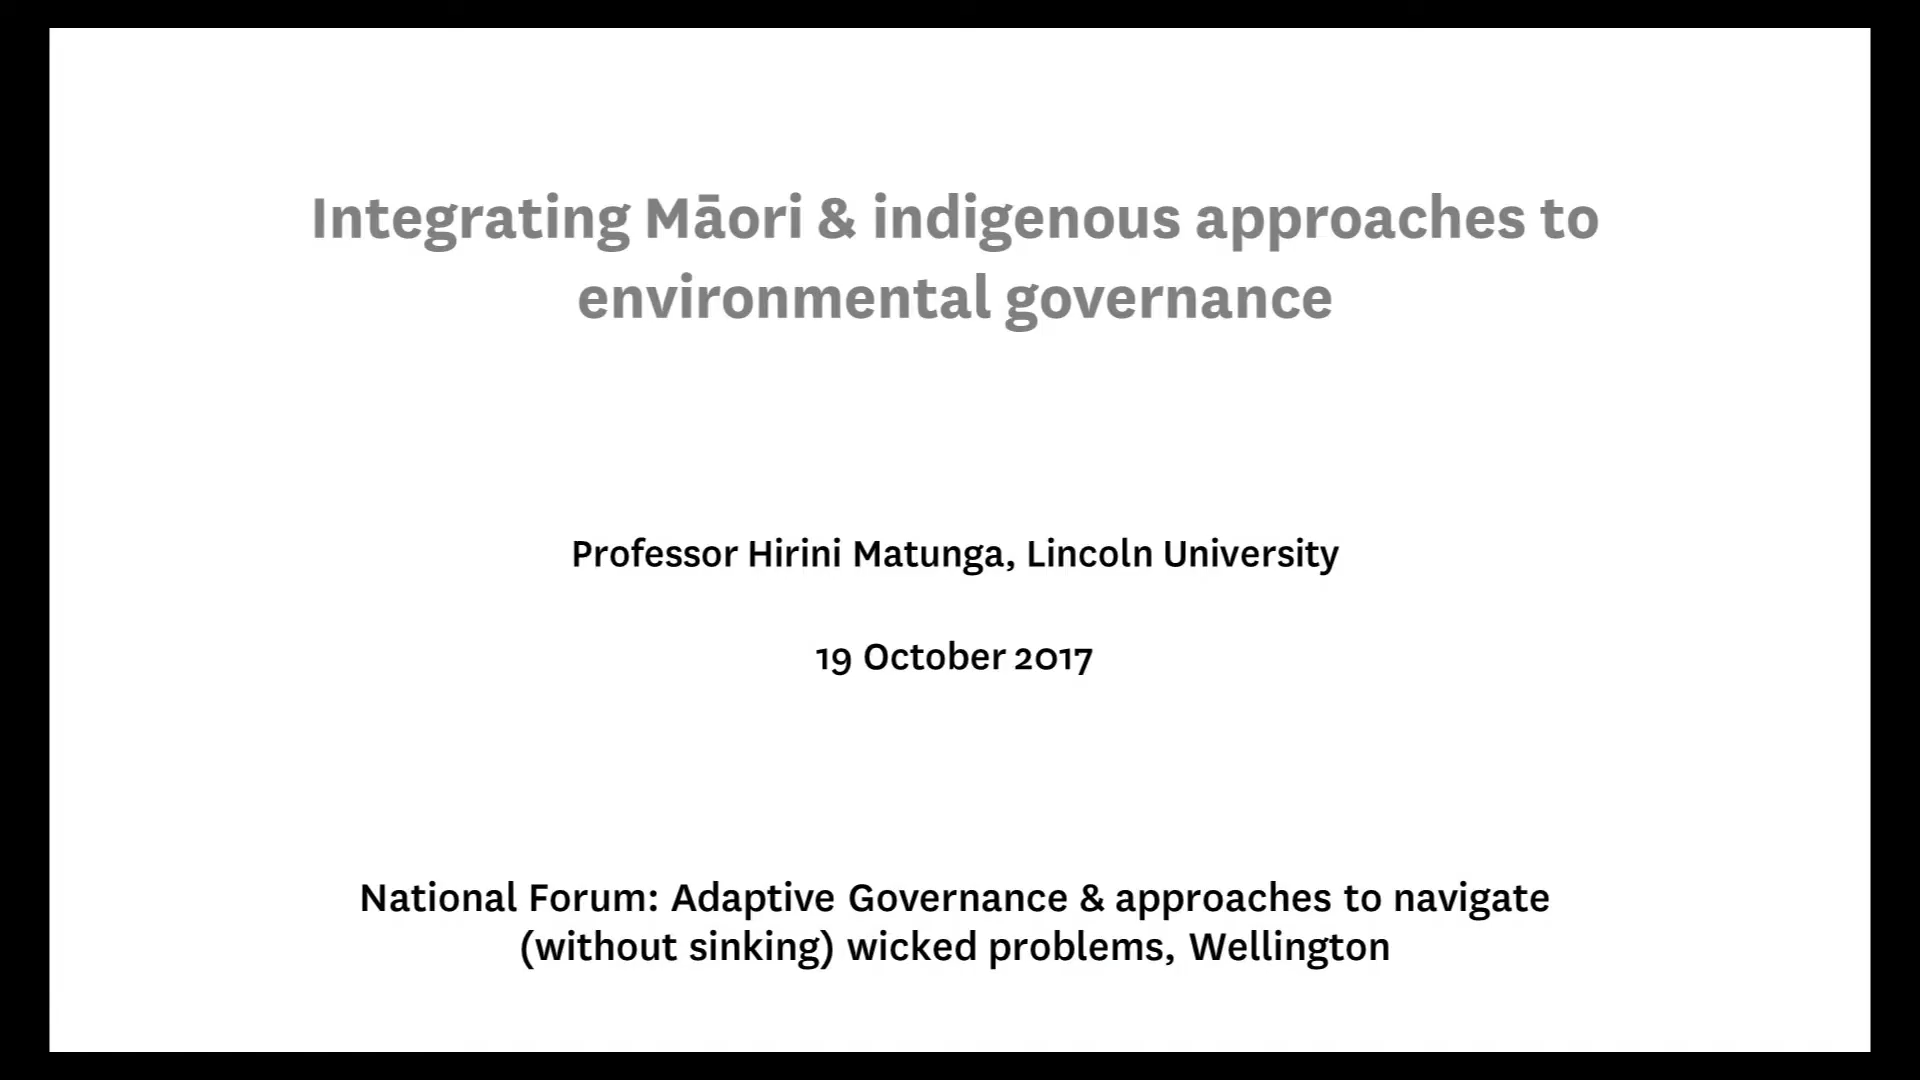 Integrating Māori & indigenous approaches to
environmental governance
Professor Hirini Matunga, Lincoln University
19 October 2017
National Forum: Adaptive Governance & approaches to navigate
(without sinking) wicked problems, Wellington